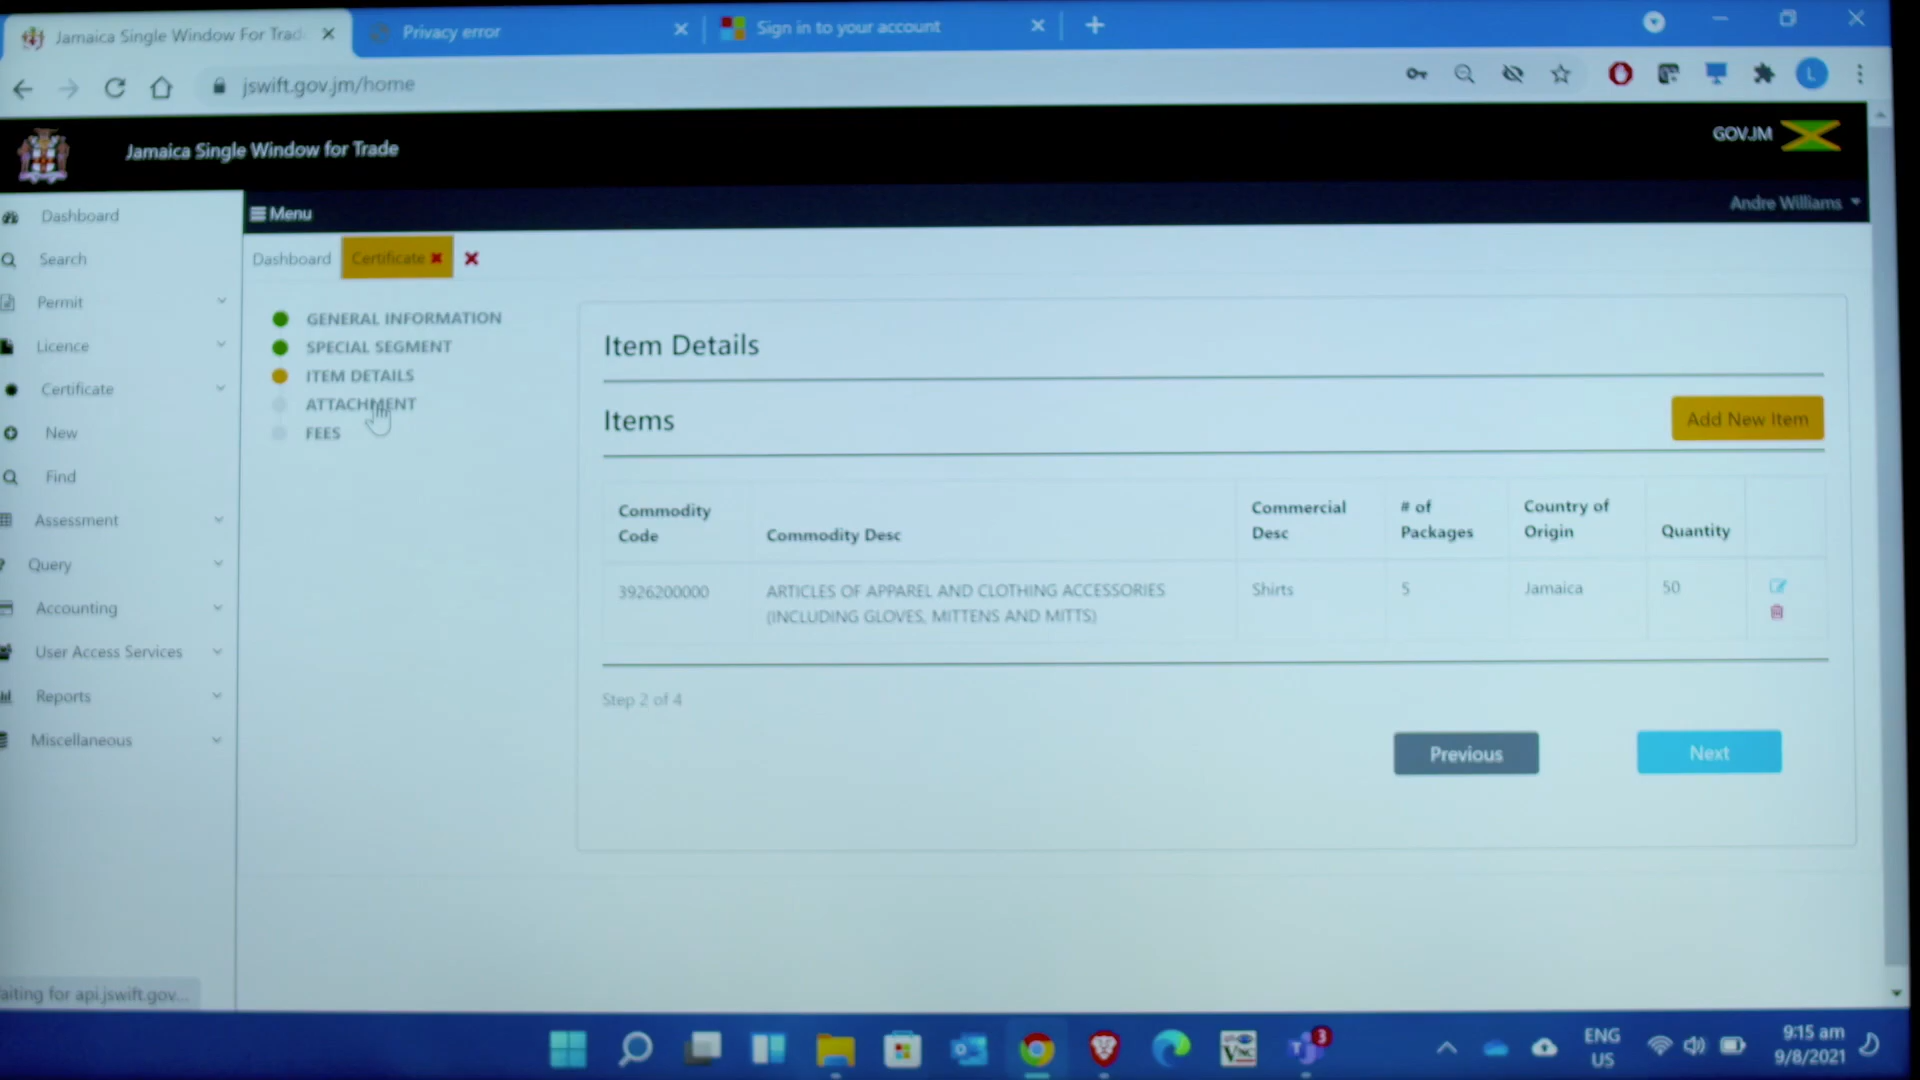 Jamaica Single Window For Trad
Privacy error
Sign in to your account
jswift.gov.jm/home
L
Jamaica Single Window for Trade
GOV.JM
Menu
Andre Williams
Dashboard
Search
Permit
Licence
Certificate
New
Find
Assessment
Query
Accounting
User Access Services
Reports
Miscellaneous
Dashboard
Certificate
GENERAL INFORMATION
SPECIAL SEGMENT
ITEM DETAILS
ATTACHMENT
FEES
Item Details
Items
Add New Item
Commodity Code
Commodity Desc
Commercial Desc
# of Packages
Country of Origin
Quantity
3926200000
ARTICLES OF APPAREL AND CLOTHING ACCESSORIES
(INCLUDING GLOVES, MITTENS AND MITTS)
Shirts
5
Jamaica
50
Step 2 of 4
Previous
Next
aiting for api.jswift.gov...
VNC
3
ENG
US
9:15 am
9/8/2021